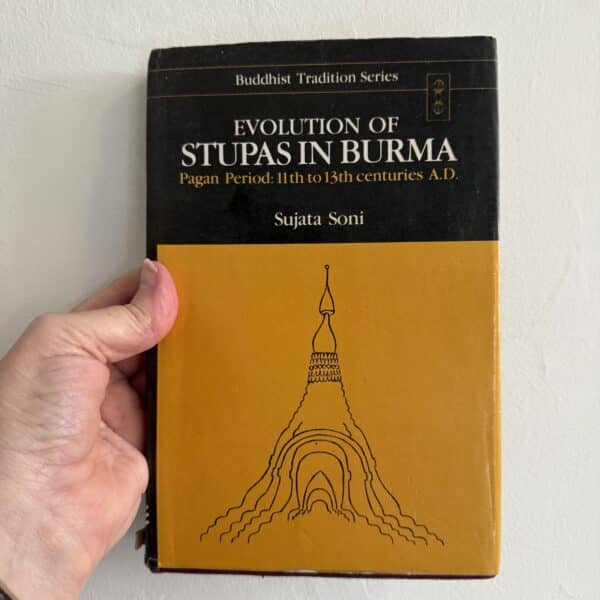 Buddhist Tradition Series
EVOLUTION OF
STUPAS IN BURMA
Pagan Period: 11th to 13th centuries A.D.
Sujata Soni